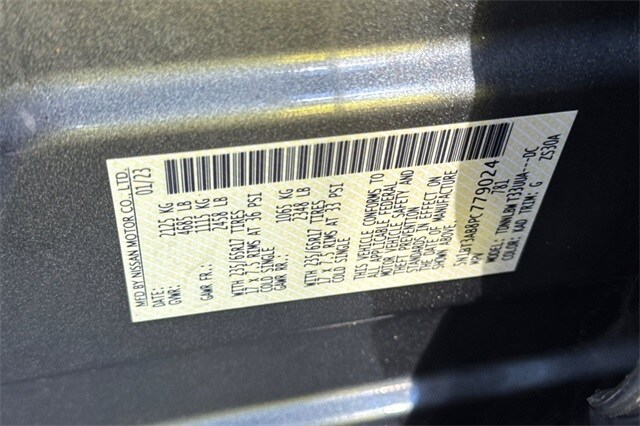 MFD BY NISSAN MOTOR CO., LTD.
DATE: 01/23
GVWR: 2125 KG
4685 LB
GAWR FR.: 1115 KG
2458 LB
WITH 235/65R17 TIRES
17 X 7.5 RIMS AT 36 PSI
COLD SINGLE
GAWR RR.: 1065 KG
2348 LB
WITH 235/65R17 TIRES
17 X 7.5 RIMS AT 33 PSI
COLD SINGLE
THIS VEHICLE CONFORMS TO
ALL APPLICABLE FEDERAL
MOTOR VEHICLE SAFETY AND
THEFT PREVENTION
STANDARDS IN EFFECT ON
THE DATE OF MANUFACTURE
SHOWN ABOVE
5N1BT3AB8PC779024
MPV 781
MODEL: DC
COLOR: KAD TRIM: G ZS30A